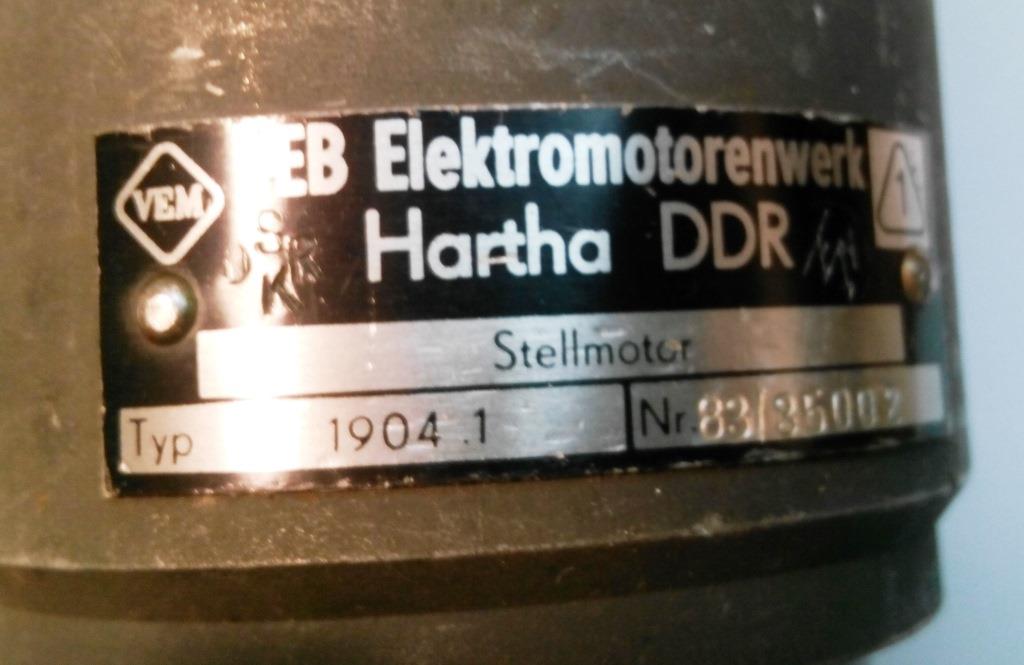 VEM
EB Elektromotorenwerk
Hartha DDR
Stellmotor
Typ 1904.1 Nr. 83/35002